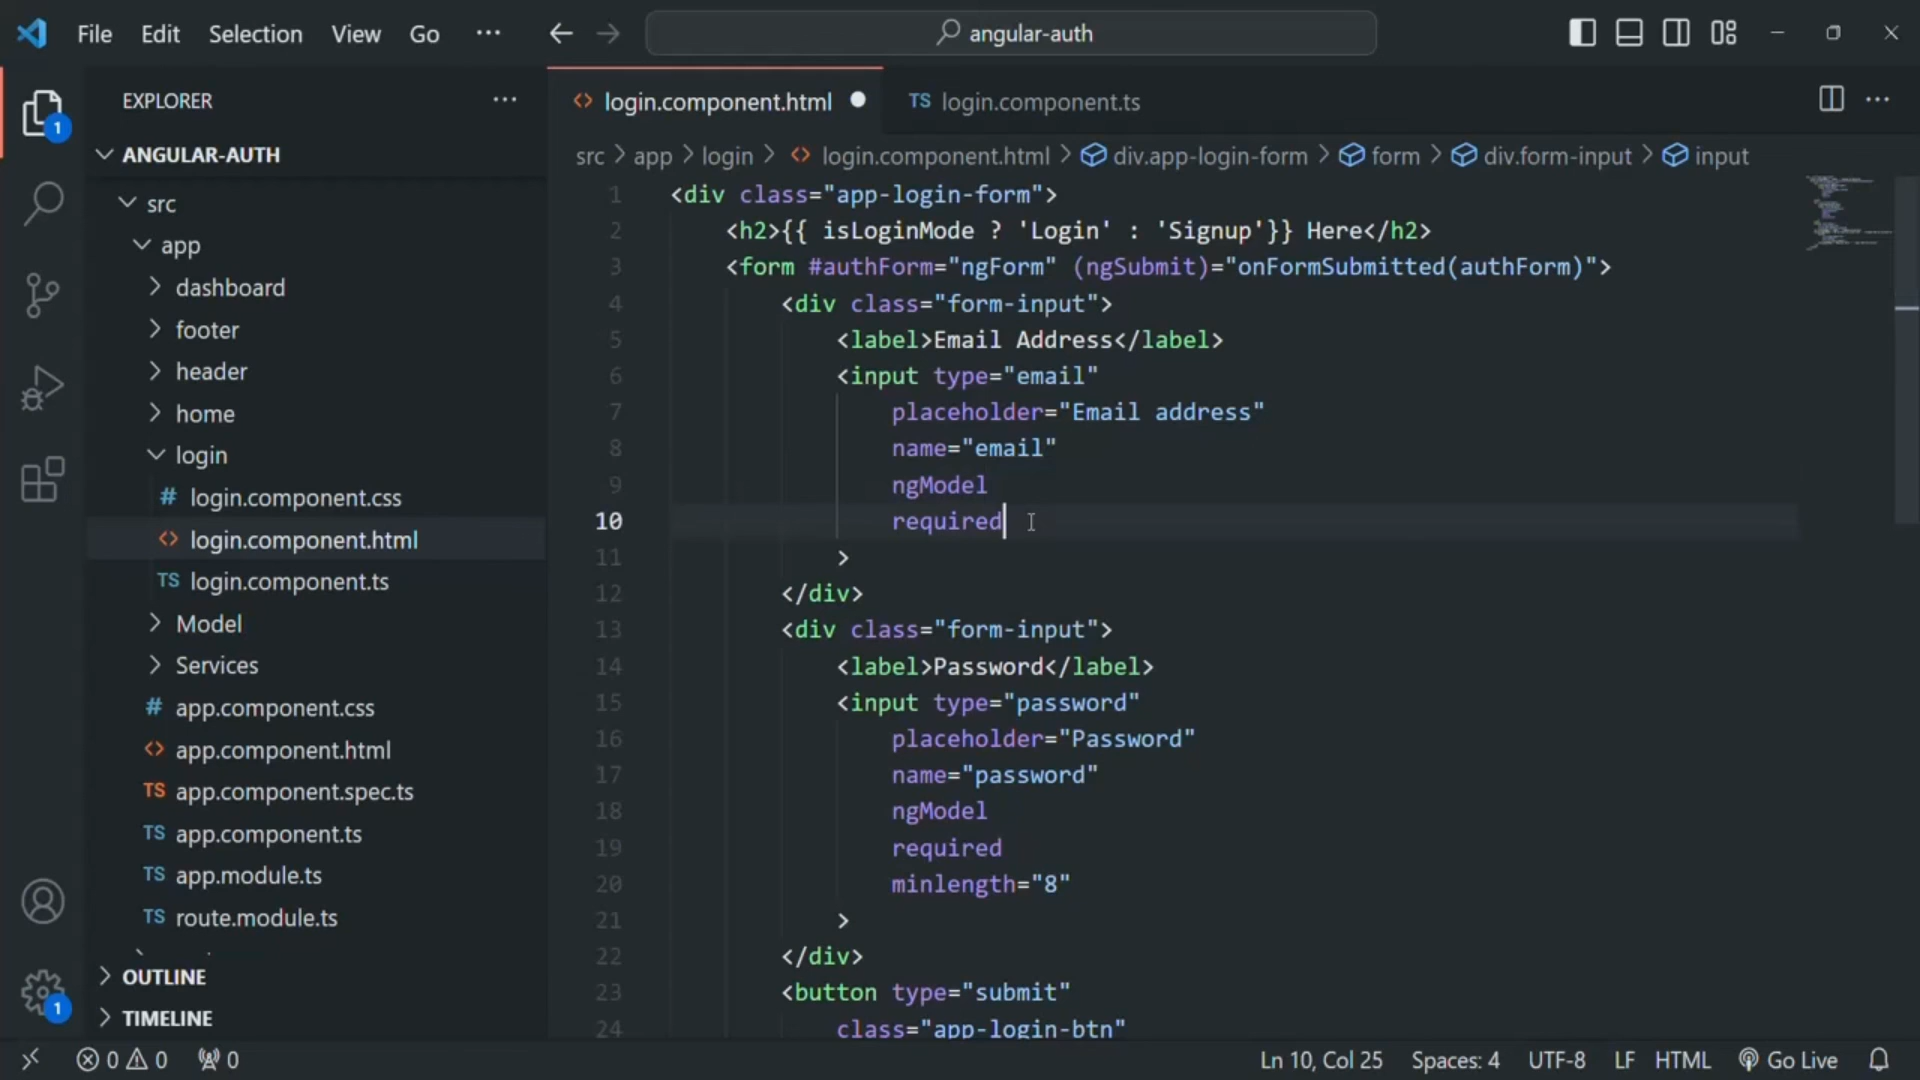 File Edit Selection View Go ··· angular-auth
EXPLORER ···
1
ANGULAR-AUTH
src
app
dashboard
footer
header
home
login
# login.component.css
<> login.component.html
TS login.component.ts
Model
Services
# app.component.css
<> app.component.html
TS app.component.spec.ts
TS app.component.ts
TS app.module.ts
TS route.module.ts
OUTLINE
1
TIMELINE
<> login.component.html TS login.component.ts ···
src > app > login > <> login.component.html > div.app-login-form > form > div.form-input > input
1 <div class="app-login-form">
2 <h2>{{ isLoginMode ? 'Login' : 'Signup'}} Here</h2>
3 <form #authForm="ngForm" (ngSubmit)="onFormSubmitted(authForm)">
4 <div class="form-input">
5 <label>Email Address</label>
6 <input type="email"
7 placeholder="Email address"
8 name="email"
9 ngModel
10 required
11 >
12 </div>
13 <div class="form-input">
14 <label>Password</label>
15 <input type="password"
16 placeholder="Password"
17 name="password"
18 ngModel
19 required
20 minlength="8"
21 >
22 </div>
23 <button type="submit"
24 class="app-login-btn"
0 0 0 Ln 10, Col 25 Spaces: 4 UTF-8 LF HTML Go Live